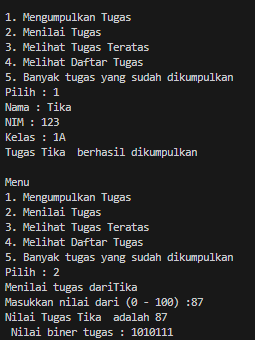 1. Mengumpulkan Tugas
2. Menilai Tugas
3. Melihat Tugas Teratas
4. Melihat Daftar Tugas
5. Banyak tugas yang sudah dikumpulkan
Pilih : 1
Nama : Tika
NIM : 123
Kelas : 1A
Tugas Tika  berhasil dikumpulkan

Menu
1. Mengumpulkan Tugas
2. Menilai Tugas
3. Melihat Tugas Teratas
4. Melihat Daftar Tugas
5. Banyak tugas yang sudah dikumpulkan
Pilih : 2
Menilai tugas dariTika
Masukkan nilai dari (0 - 100) :87
Nilai Tugas Tika  adalah 87
 Nilai biner tugas : 1010111